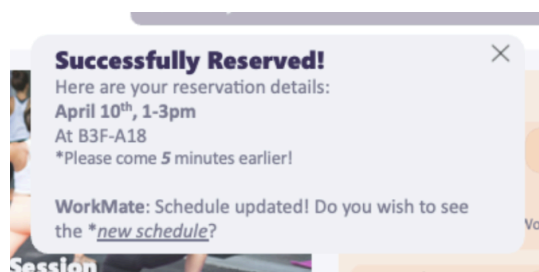 Successfully Reserved!
Here are your reservation details:
April 10th, 1-3pm
At B3F-A18
*Please come 5 minutes earlier!
WorkMate: Schedule updated! Do you wish to see
the *new schedule?
Session